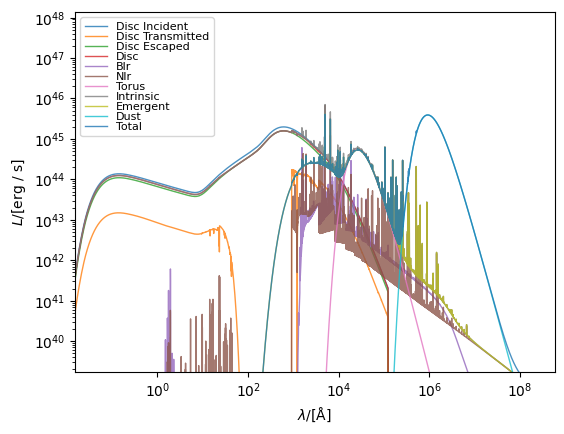 10^48
10^47
10^46
10^45
10^44
10^43
10^42
10^41
10^40
L/[erg / s]
Disc Incident
Disc Transmitted
Disc Escaped
Disc
Blr
Nlr
Torus
Intrinsic
Emergent
Dust
Total
10^0 10^2 10^4 10^6 10^8
λ/[Å]